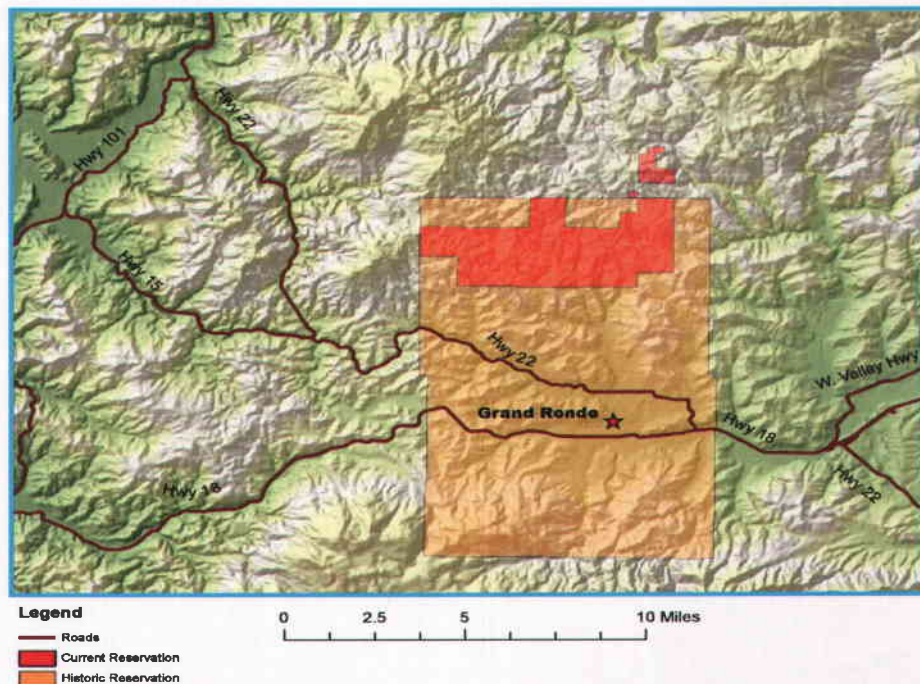 Hwy 101
Hwy 22
Hwy 15
Hwy 22
Grand Ronde
Hwy 18
W. Valley Hwy
Hwy 22
Hwy 18
Legend
Roads
Current Reservation
Historic Reservation
0 2.5 5 10 Miles